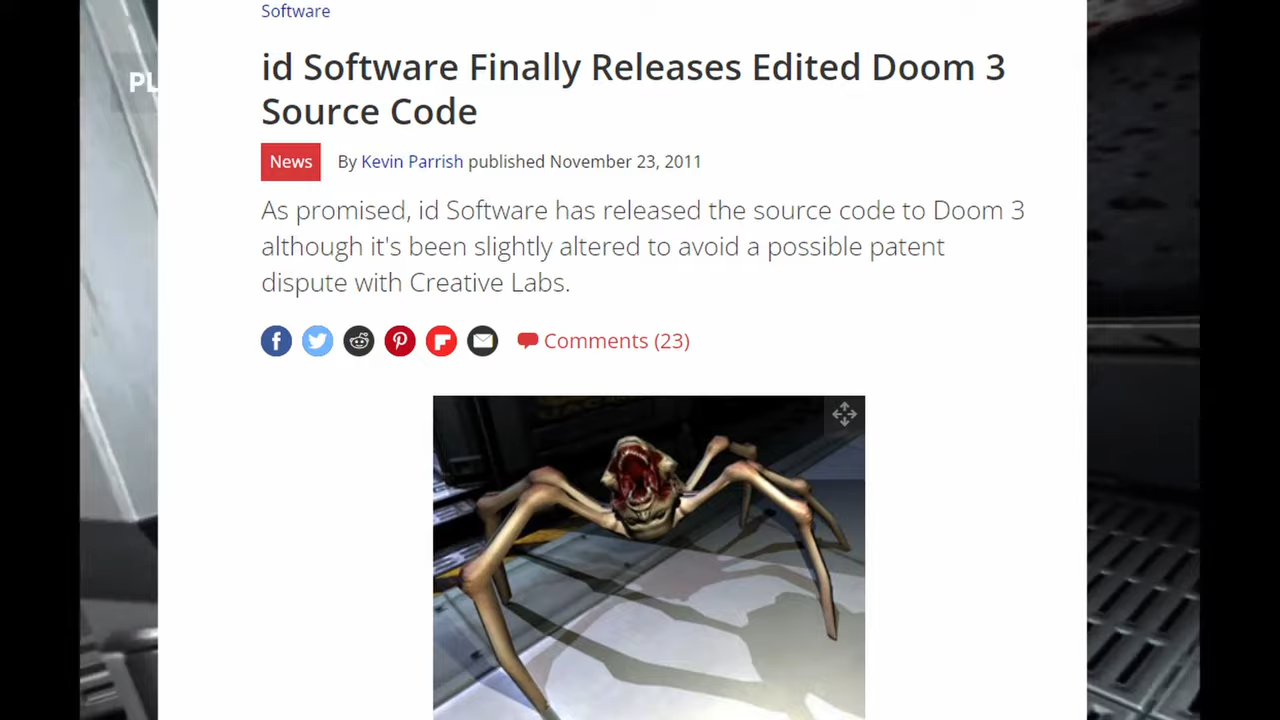 Software
id Software Finally Releases Edited Doom 3
Source Code
News By Kevin Parrish published November 23, 2011
As promised, id Software has released the source code to Doom 3
although it's been slightly altered to avoid a possible patent
dispute with Creative Labs.
Comments (23)
PL